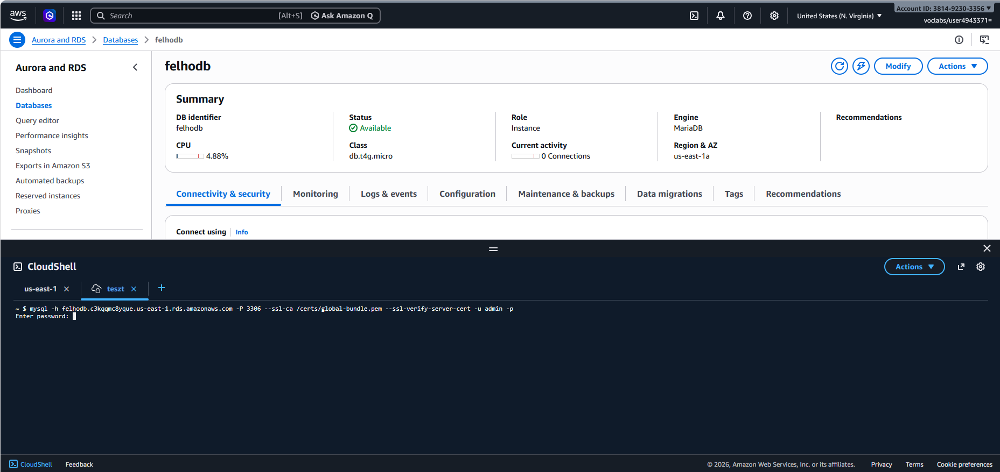 aws
Search
[Alt+S]
Ask Amazon Q
United States (N. Virginia)
Account ID: 3814-9230-3356
voclabs/user4943371=
Aurora and RDS
Databases
felhodb
Aurora and RDS
Dashboard
Databases
Query editor
Performance insights
Snapshots
Exports in Amazon S3
Automated backups
Reserved instances
Proxies
felhodb
Modify
Actions
Summary
DB identifier
felhodb
CPU
4.88%
Status
Available
Class
db.t4g.micro
Role
Instance
Current activity
0 Connections
Engine
MariaDB
Region & AZ
us-east-1a
Recommendations
Connectivity & security
Monitoring
Logs & events
Configuration
Maintenance & backups
Data migrations
Tags
Recommendations
Connect using
Info
CloudShell
Actions
us-east-1
teszt
~ $ mysql -h felhodb.c3kqqmc8yque.us-east-1.rds.amazonaws.com -P 3306 --ssl-ca /certs/global-bundle.pem --ssl-verify-server-cert -u admin -p
Enter password:
CloudShell
Feedback
© 2026, Amazon Web Services, Inc. or its affiliates.
Privacy
Terms
Cookie preferences